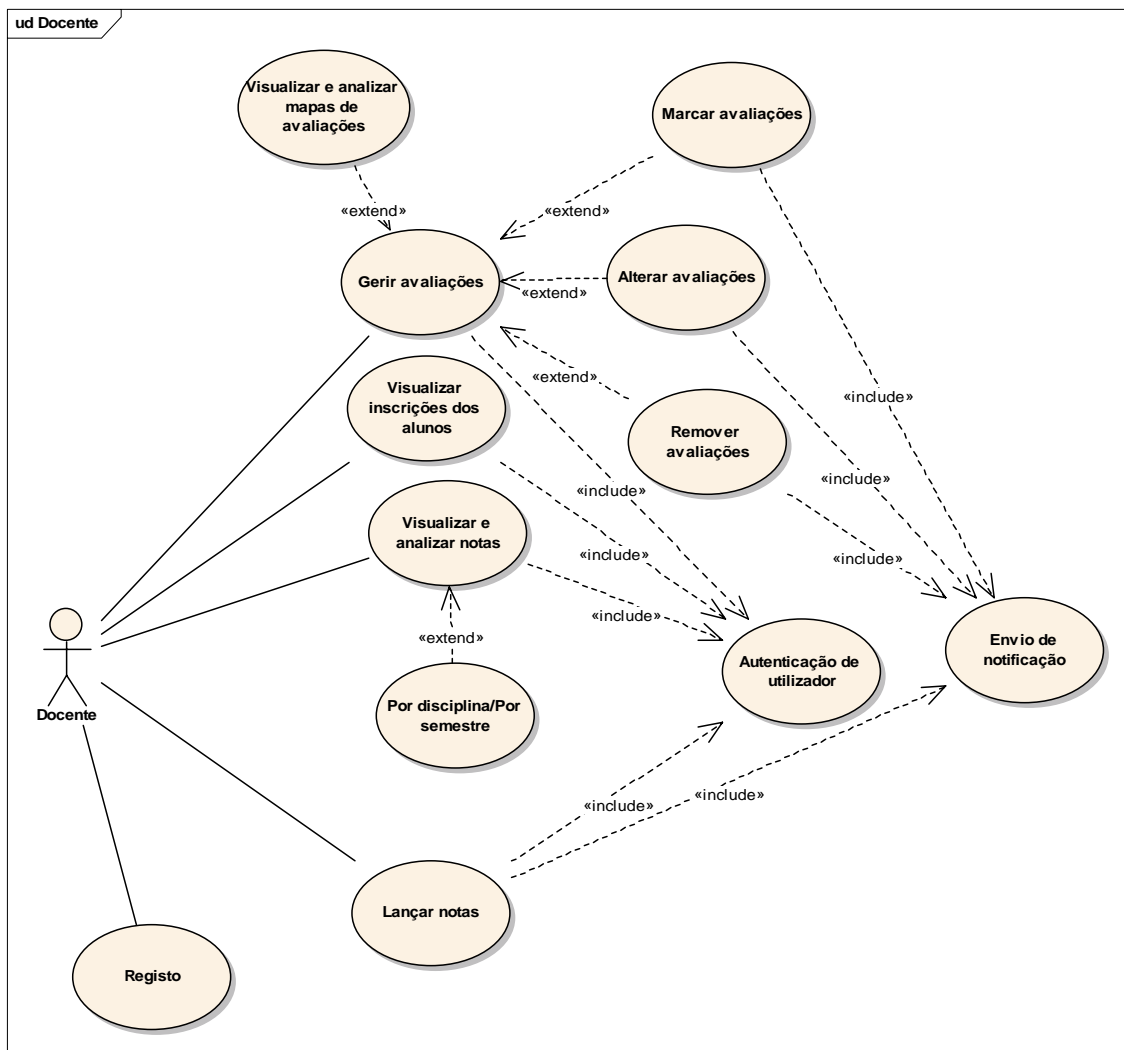 ud Docente
Visualizar e analizar
mapas de
avaliações
Marcar avaliações
«extend»
«extend»
Gerir avaliações
Alterar avaliações
«extend»
Visualizar
inscrições dos
alunos
«extend»
Remover
avaliações
«include»
«include»
«include»
Visualizar e
analizar notas
«include»
«include»
«include»
«extend»
Autenticação de
utilizador
Envio de
notificação
Docente
Por disciplina/Por
semestre
«include»
«include»
Lançar notas
Registo